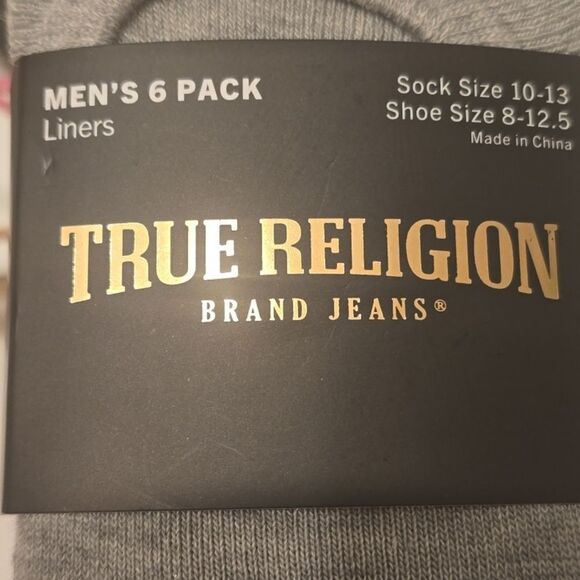 MEN'S 6 PACK
Liners
Sock Size 10-13
Shoe Size 8-12.5
Made in China
TRUE RELIGION
BRAND JEANS®